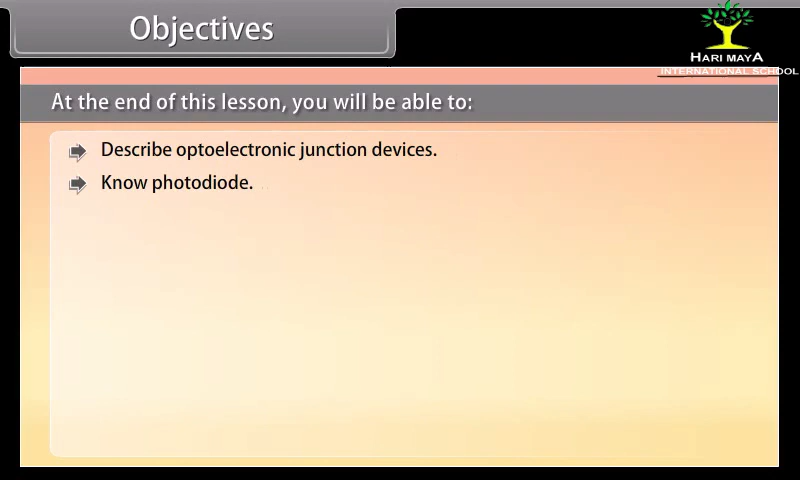 Objectives
HARI MAYA
INTERNATIONAL SCHOOL
At the end of this lesson, you will be able to:
Describe optoelectronic junction devices.
Know photodiode.